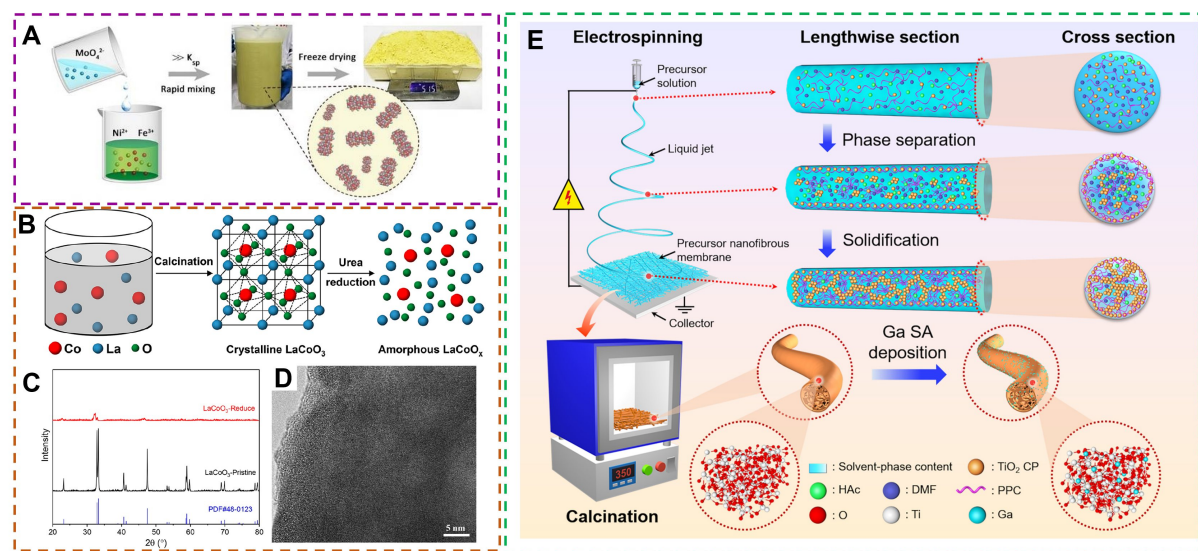 A
MoO₄²⁻
≫ Ksp
Rapid mixing
Freeze drying
Ni²⁺ Fe³⁺
5.15
B
Calcination
Urea
reduction
Co
La
O
Crystalline LaCoO₃
Amorphous LaCoOₓ
C
Intensity
LaCoO₃-Reduce
LaCoO₃-Pristine
PDF#48-0123
20 30 40 50 60 70 80
2θ (°)
D
5 nm
E
Electrospinning
Lengthwise section
Cross section
Precursor
solution
Phase separation
Liquid jet
Solidification
Precursor nanofibrous
membrane
Collector
Ga SA
deposition
350
Calcination
: Solvent-phase content
: TiO₂ CP
: HAc
: DMF
: PPC
: O
: Ti
: Ga